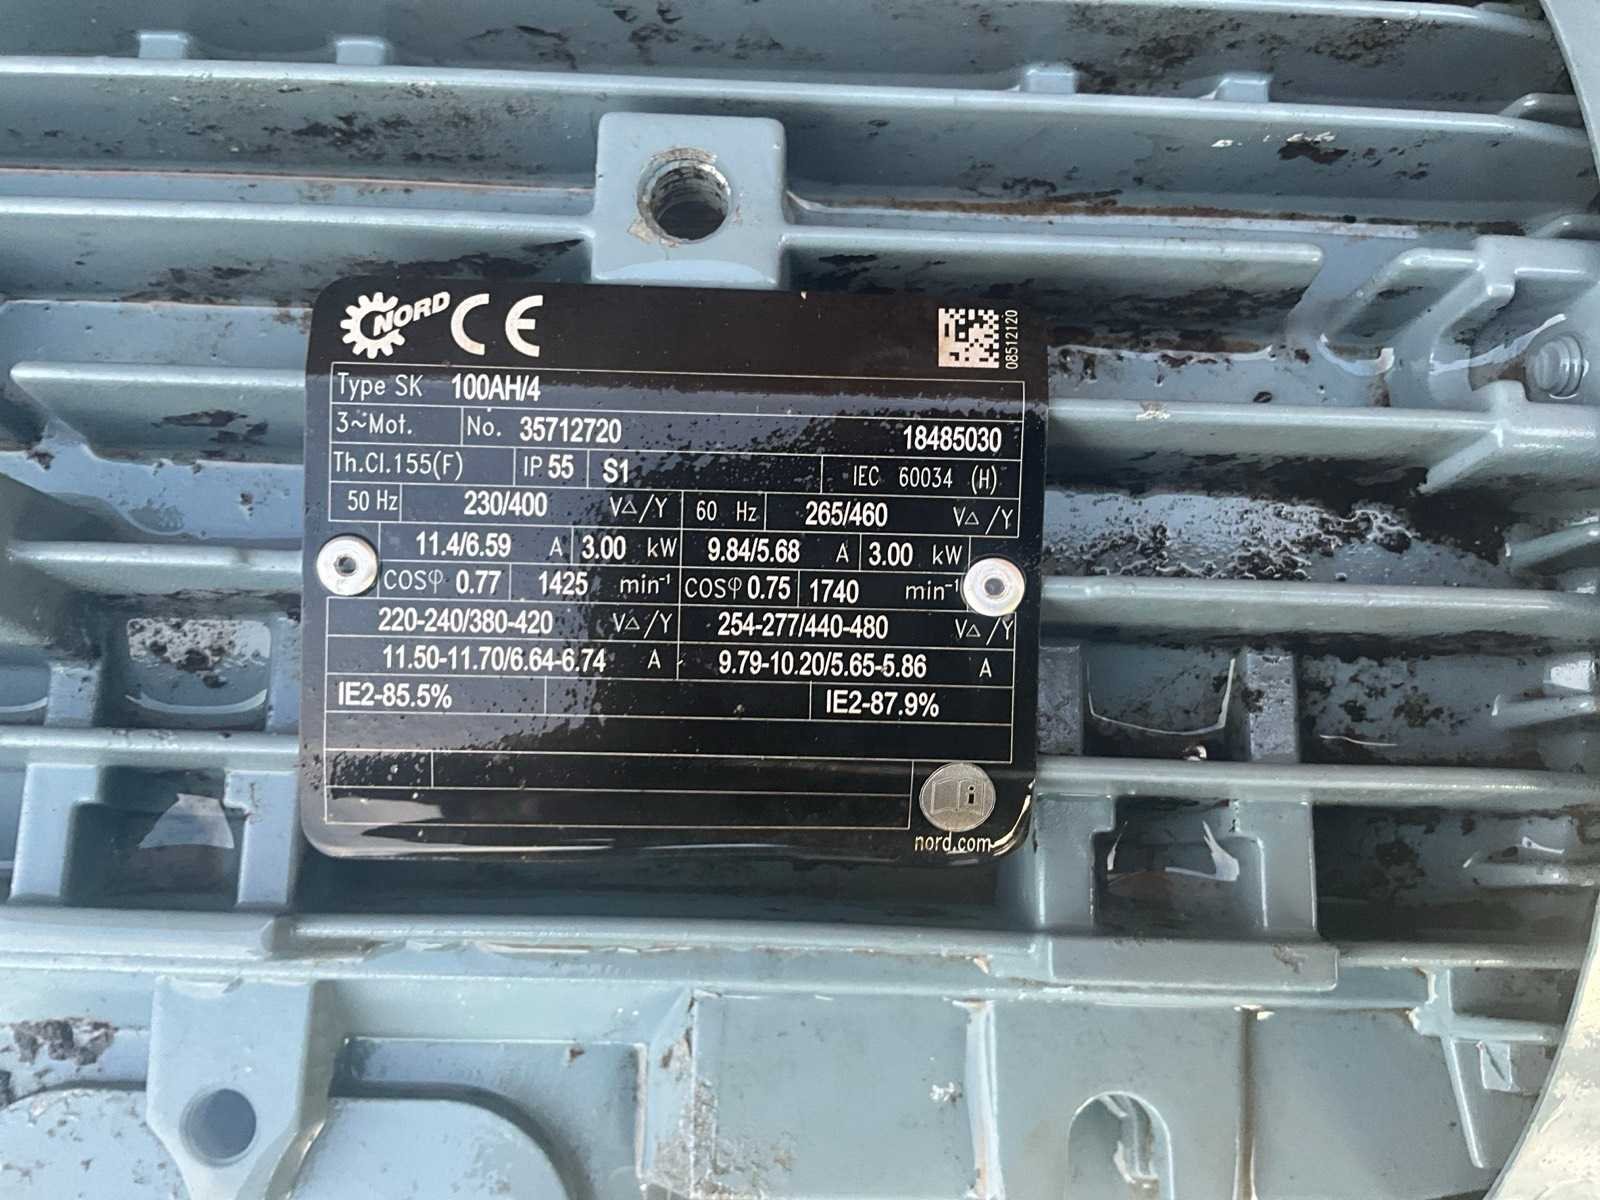 NORD CE
08512120
Type SK 100AH/4
3~Mot. No. 35712720 18485030
Th.Cl.155(F) IP 55 S1 IEC 60034 (H)
50 Hz 230/400 V△/Y 60 Hz 265/460 V△/Y
11.4/6.59 A 3.00 kW 9.84/5.68 A 3.00 kW
COSφ 0.77 1425 min⁻¹ COSφ 0.75 1740 min⁻¹
220-240/380-420 V△/Y 254-277/440-480 V△/Y
11.50-11.70/6.64-6.74 A 9.79-10.20/5.65-5.86 A
IE2-85.5% IE2-87.9%
i
nord.com